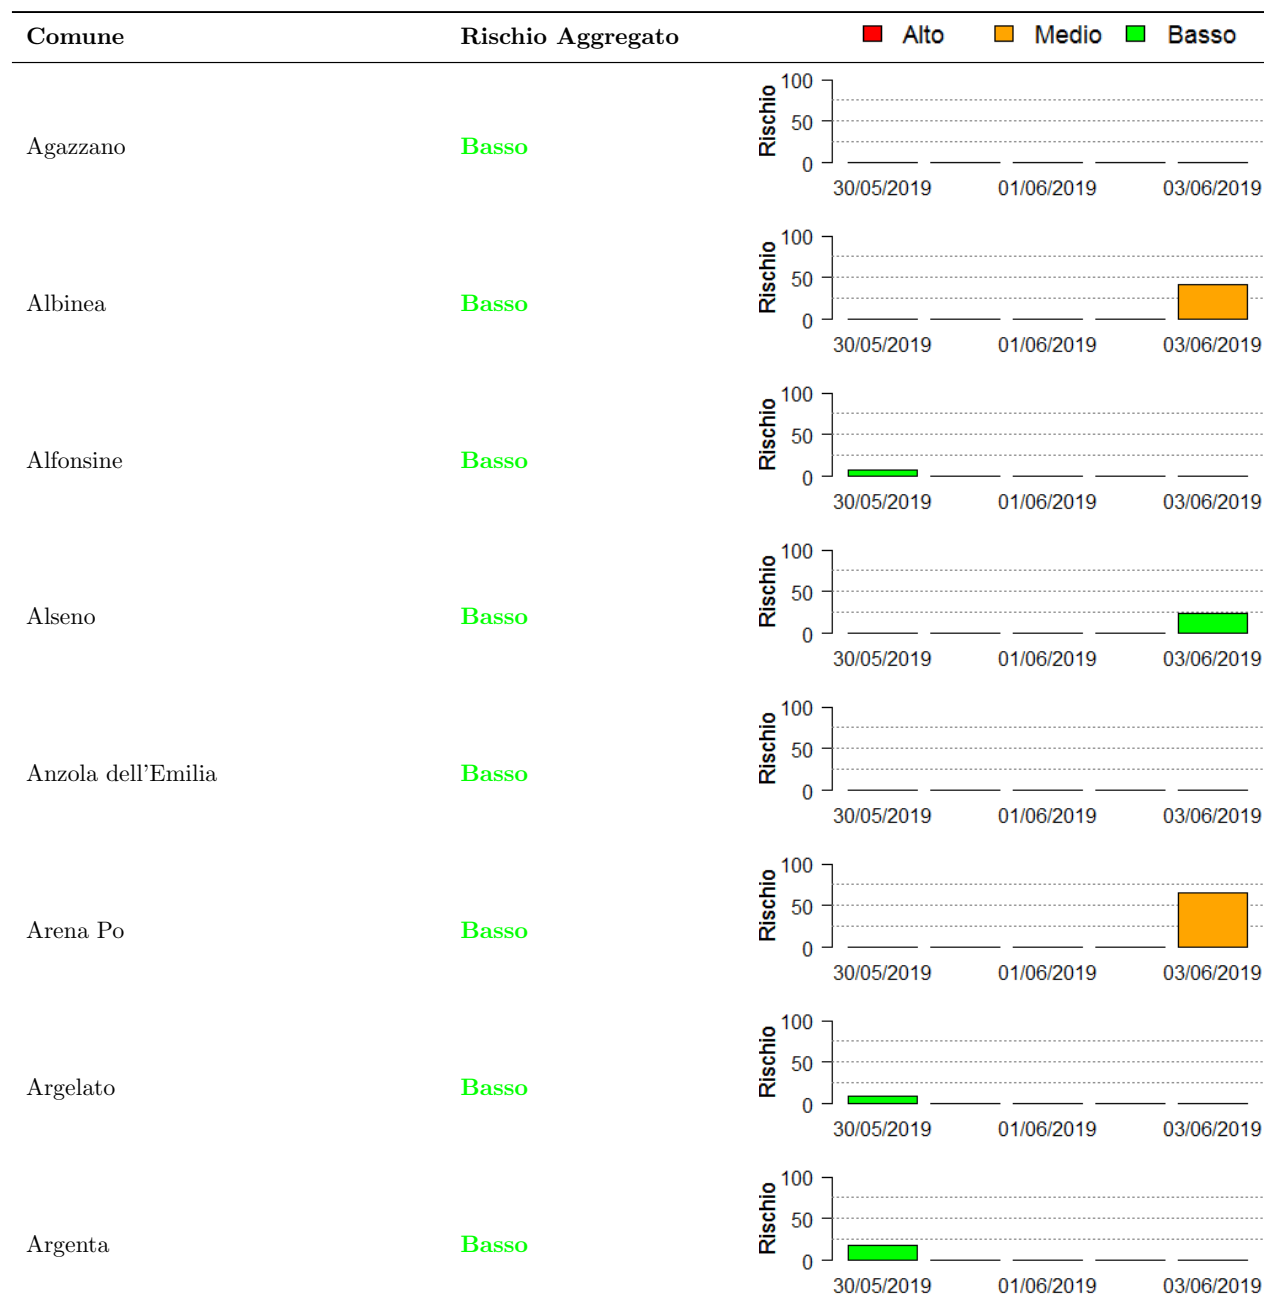 Comune Rischio Aggregato Alto Medio Basso
100
50
0
Rischio
Agazzano Basso
30/05/2019 01/06/2019 03/06/2019
100
50
0
Rischio
Albinea Basso
30/05/2019 01/06/2019 03/06/2019
100
50
0
Rischio
Alfonsine Basso
30/05/2019 01/06/2019 03/06/2019
100
50
0
Rischio
Alseno Basso
30/05/2019 01/06/2019 03/06/2019
100
50
0
Rischio
Anzola dell'Emilia Basso
30/05/2019 01/06/2019 03/06/2019
100
50
0
Rischio
Arena Po Basso
30/05/2019 01/06/2019 03/06/2019
100
50
0
Rischio
Argelato Basso
30/05/2019 01/06/2019 03/06/2019
100
50
0
Rischio
Argenta Basso
30/05/2019 01/06/2019 03/06/2019